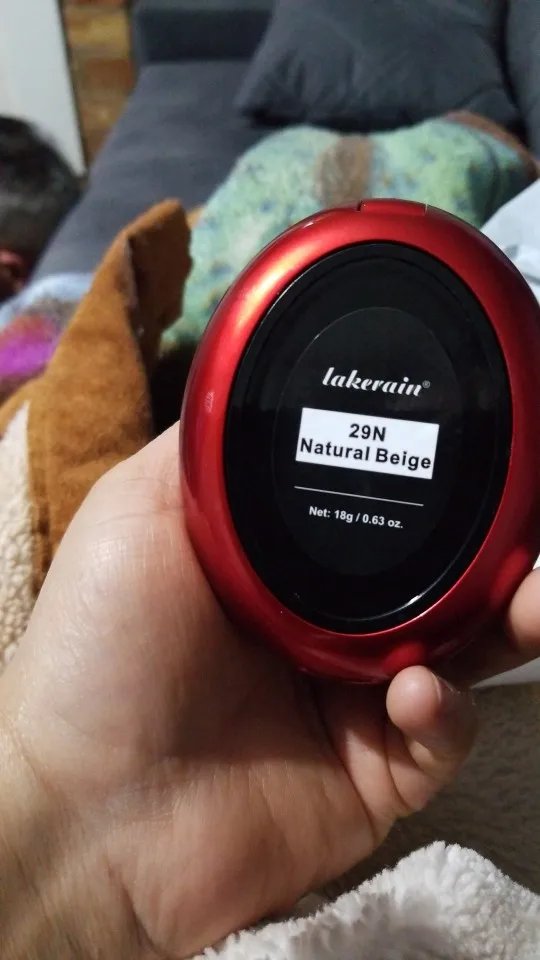 lakerain®
29N
Natural Beige
Net: 18g / 0.63 oz.